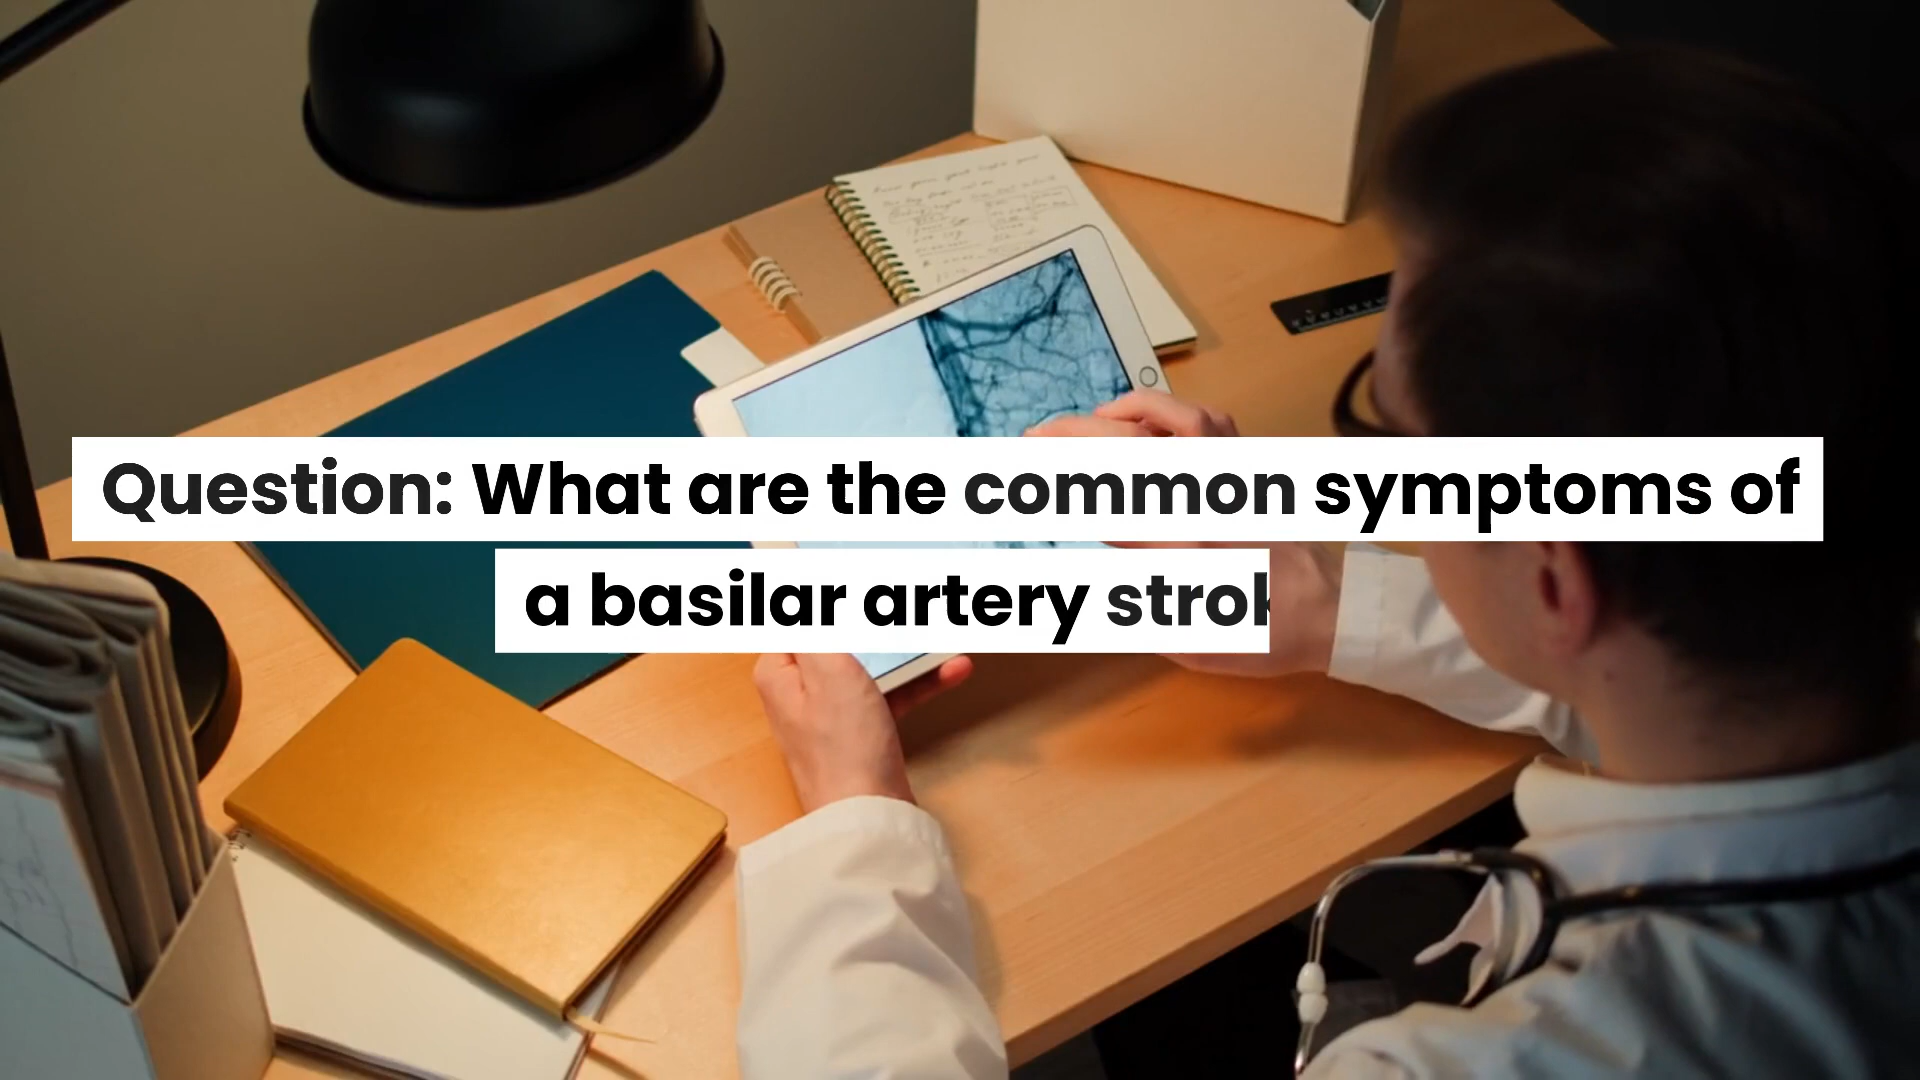 Question: What are the common symptoms of
a basilar artery strok